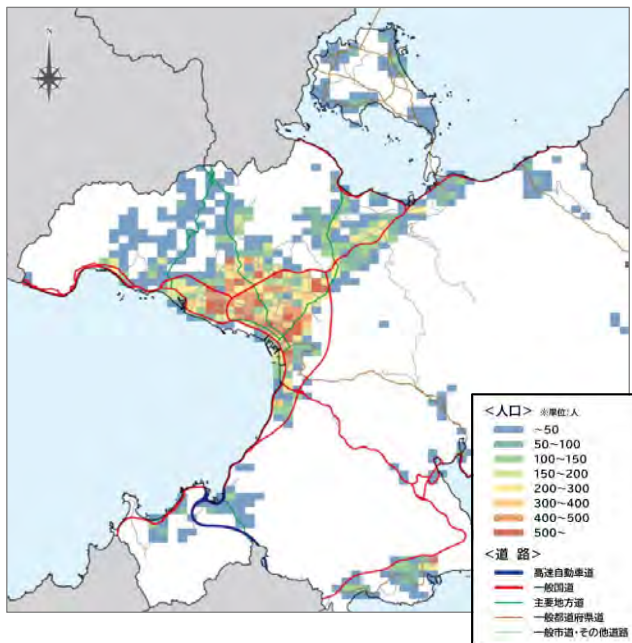 N
<人口> ※単位:人
~50
50~100
100~150
150~200
200~300
300~400
400~500
500~
<道 路>
高速自動車道
一般国道
主要地方道
一般都道府県道
一般市道・その他道路